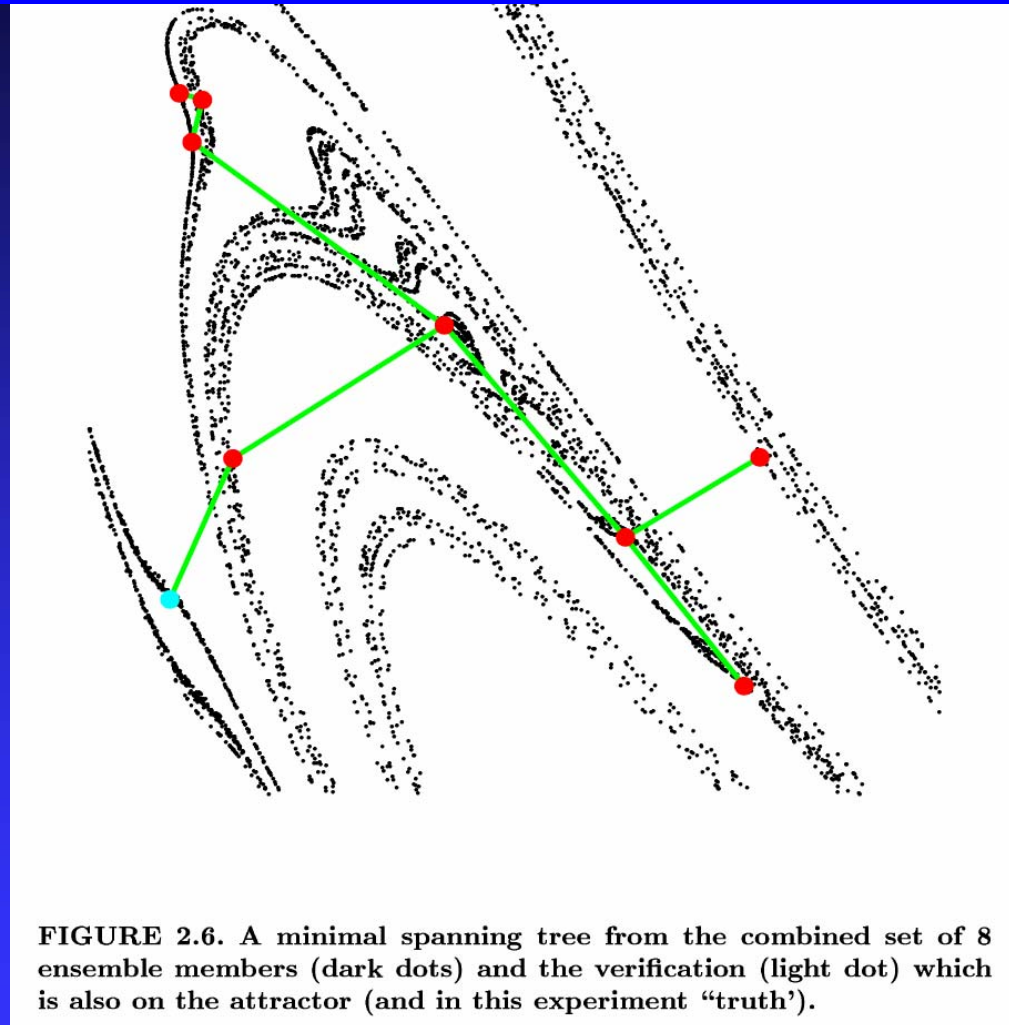 FIGURE 2.6. A minimal spanning tree from the combined set of 8
ensemble members (dark dots) and the verification (light dot) which
is also on the attractor (and in this experiment “truth’).